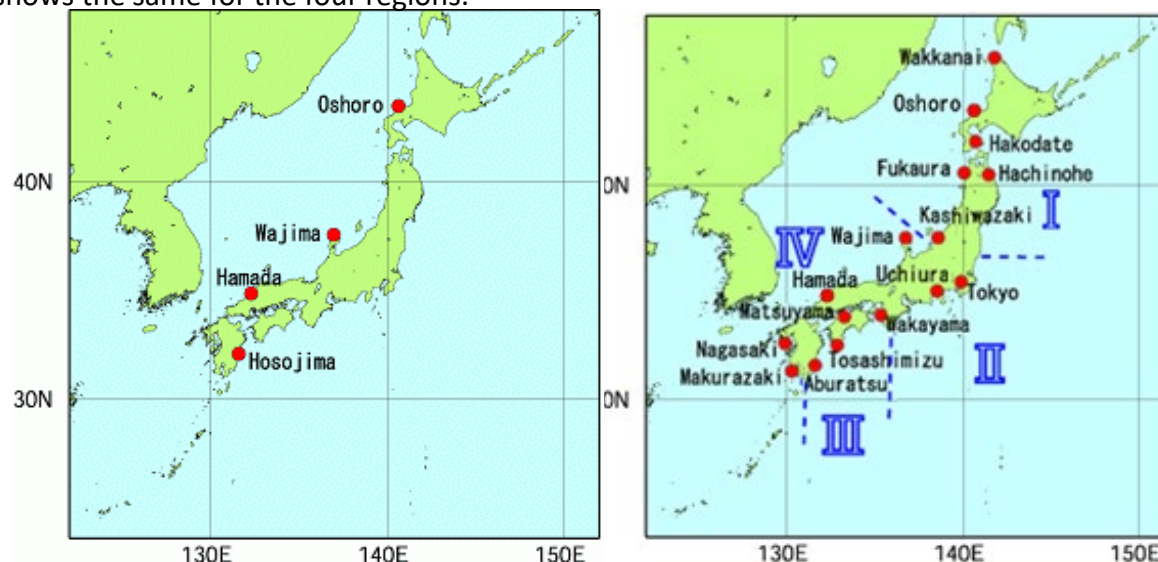 shows the same for the four regions.
Oshoro
40N
Wajima
Hamada
Hosojima
30N
130E 140E 150E
Wakkanai
Oshoro
Hakodate
Fukaura
Hachinohe
Kashiwazaki
I
0N
Wajima
IV
Hamada
Uchiura
Tokyo
Matsuyama
Wakayama
Nagasaki
Tosashimizu
II
Makurazaki
Aburatsu
0N
III
130E 140E 150E